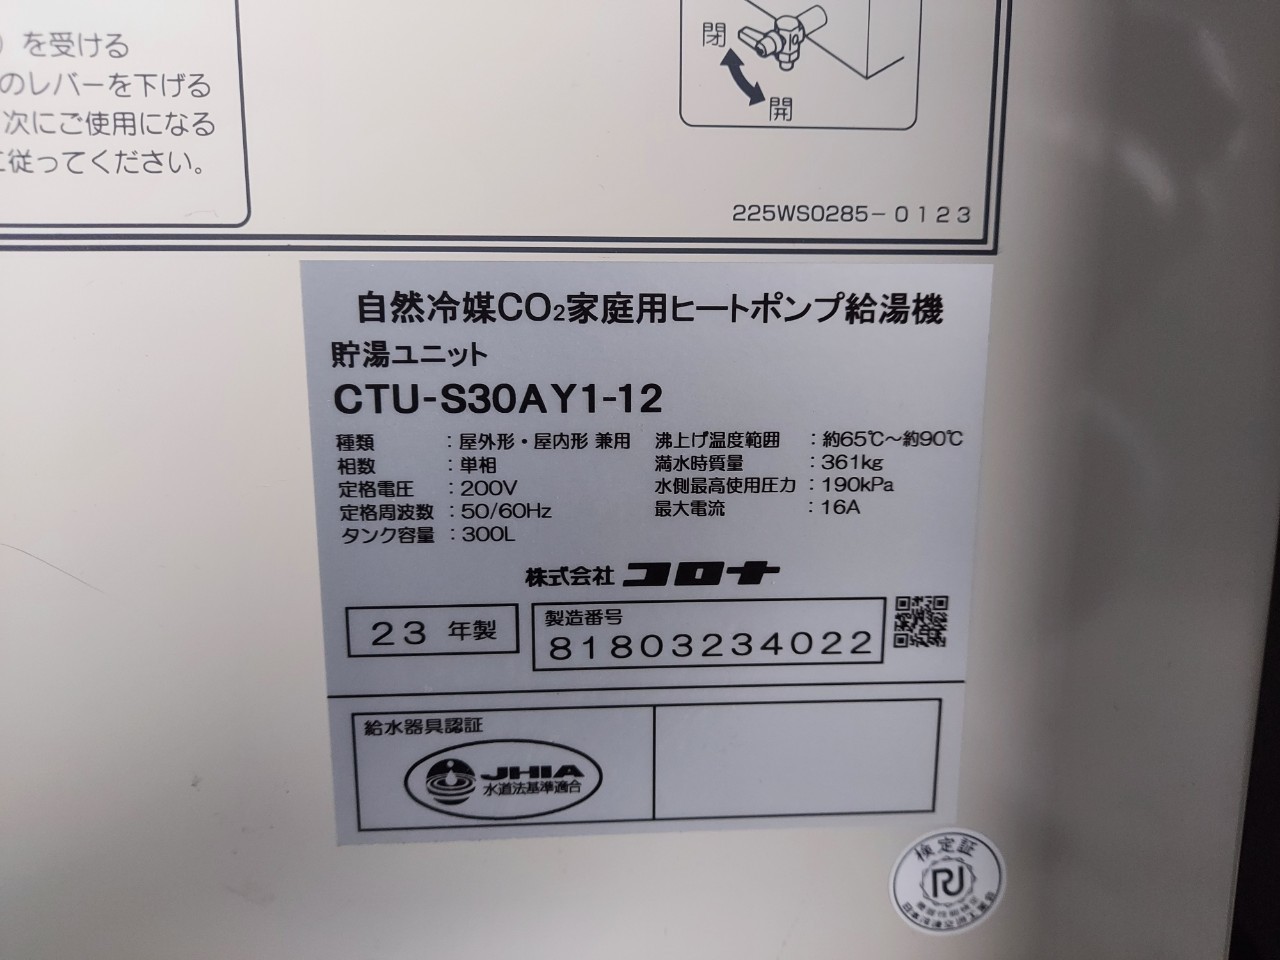 を受ける
のレバーを下げる
次にご使用になる
に従ってください。
閉
開
225WS0285-0123
自然冷媒CO₂家庭用ヒートポンプ給湯機
貯湯ユニット
CTU-S30AY1-12
種類 :屋外形・屋内形 兼用
相数 :単相
定格電圧 :200V
定格周波数 :50/60Hz
タンク容量 :300L
沸上げ温度範囲 :約65℃～約90℃
満水時質量 :361kg
水側最高使用圧力 :190kPa
最大電流 :16A
株式会社 コロナ
23 年製
製造番号
81803234022
給水器具認証
JHIA
水道法基準適合
検定証